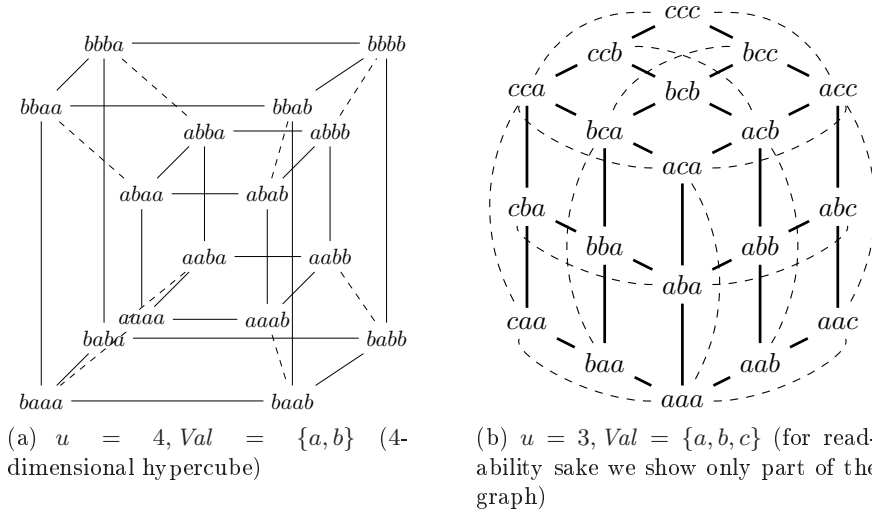 bbba bbbb
bbaa bbab
abba abbb
abaa abab
aaba aabb
aaaa aaab
baba babb
baaa baab
(a) u = 4, Val = {a, b} (4-
dimensional hypercube)
ccc
ccb bcc
cca bcb acc
bca acb
aca
cba abc
bba abb
aba
caa aac
baa aab
aaa
(b) u = 3, Val = {a, b, c} (for read-
ability sake we show only part of the
graph)